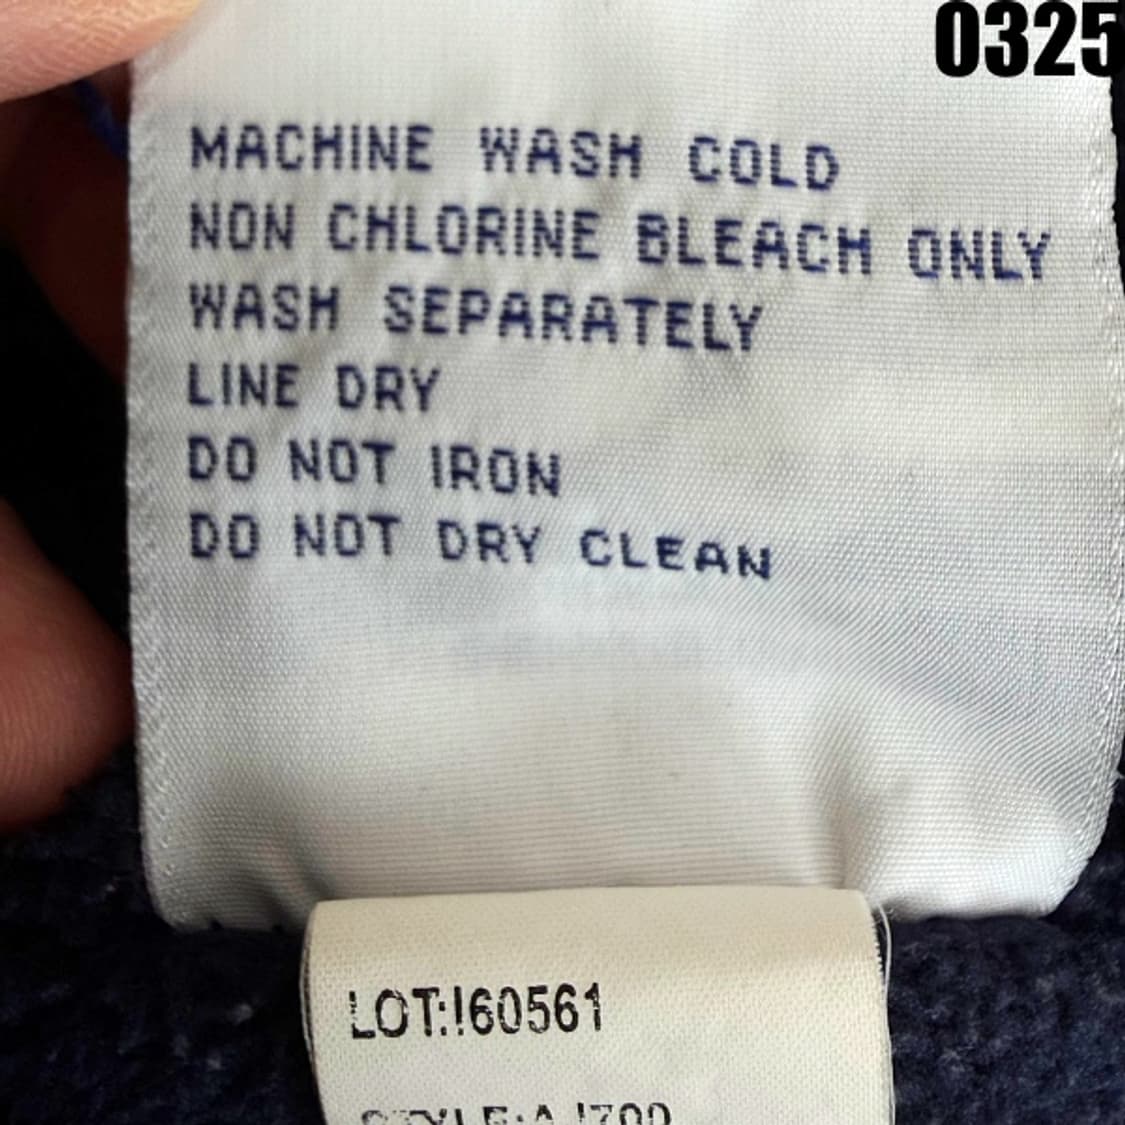 0325
MACHINE WASH COLD
NON CHLORINE BLEACH ONLY
WASH SEPARATELY
LINE DRY
DO NOT IRON
DO NOT DRY CLEAN
LOT:!60561